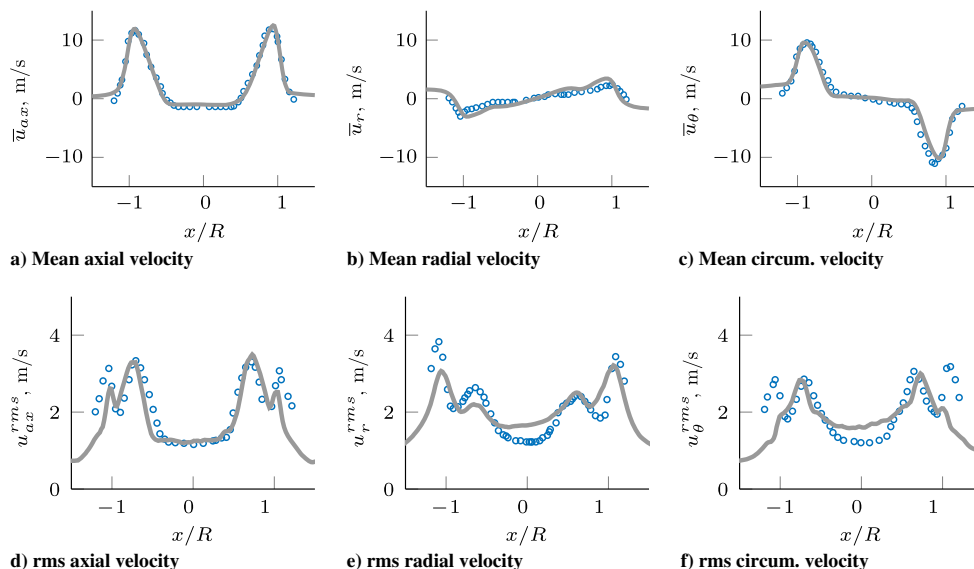 10
0
−10
u̅ax, m/s
−1
0
1
x/R
a) Mean axial velocity
10
0
−10
u̅r, m/s
−1
0
1
x/R
b) Mean radial velocity
10
0
−10
u̅θ, m/s
−1
0
1
x/R
c) Mean circum. velocity
4
2
0
u_ax^rms, m/s
−1
0
1
x/R
d) rms axial velocity
4
2
0
u_r^rms, m/s
−1
0
1
x/R
e) rms radial velocity
4
2
0
u_θ^rms, m/s
−1
0
1
x/R
f) rms circum. velocity